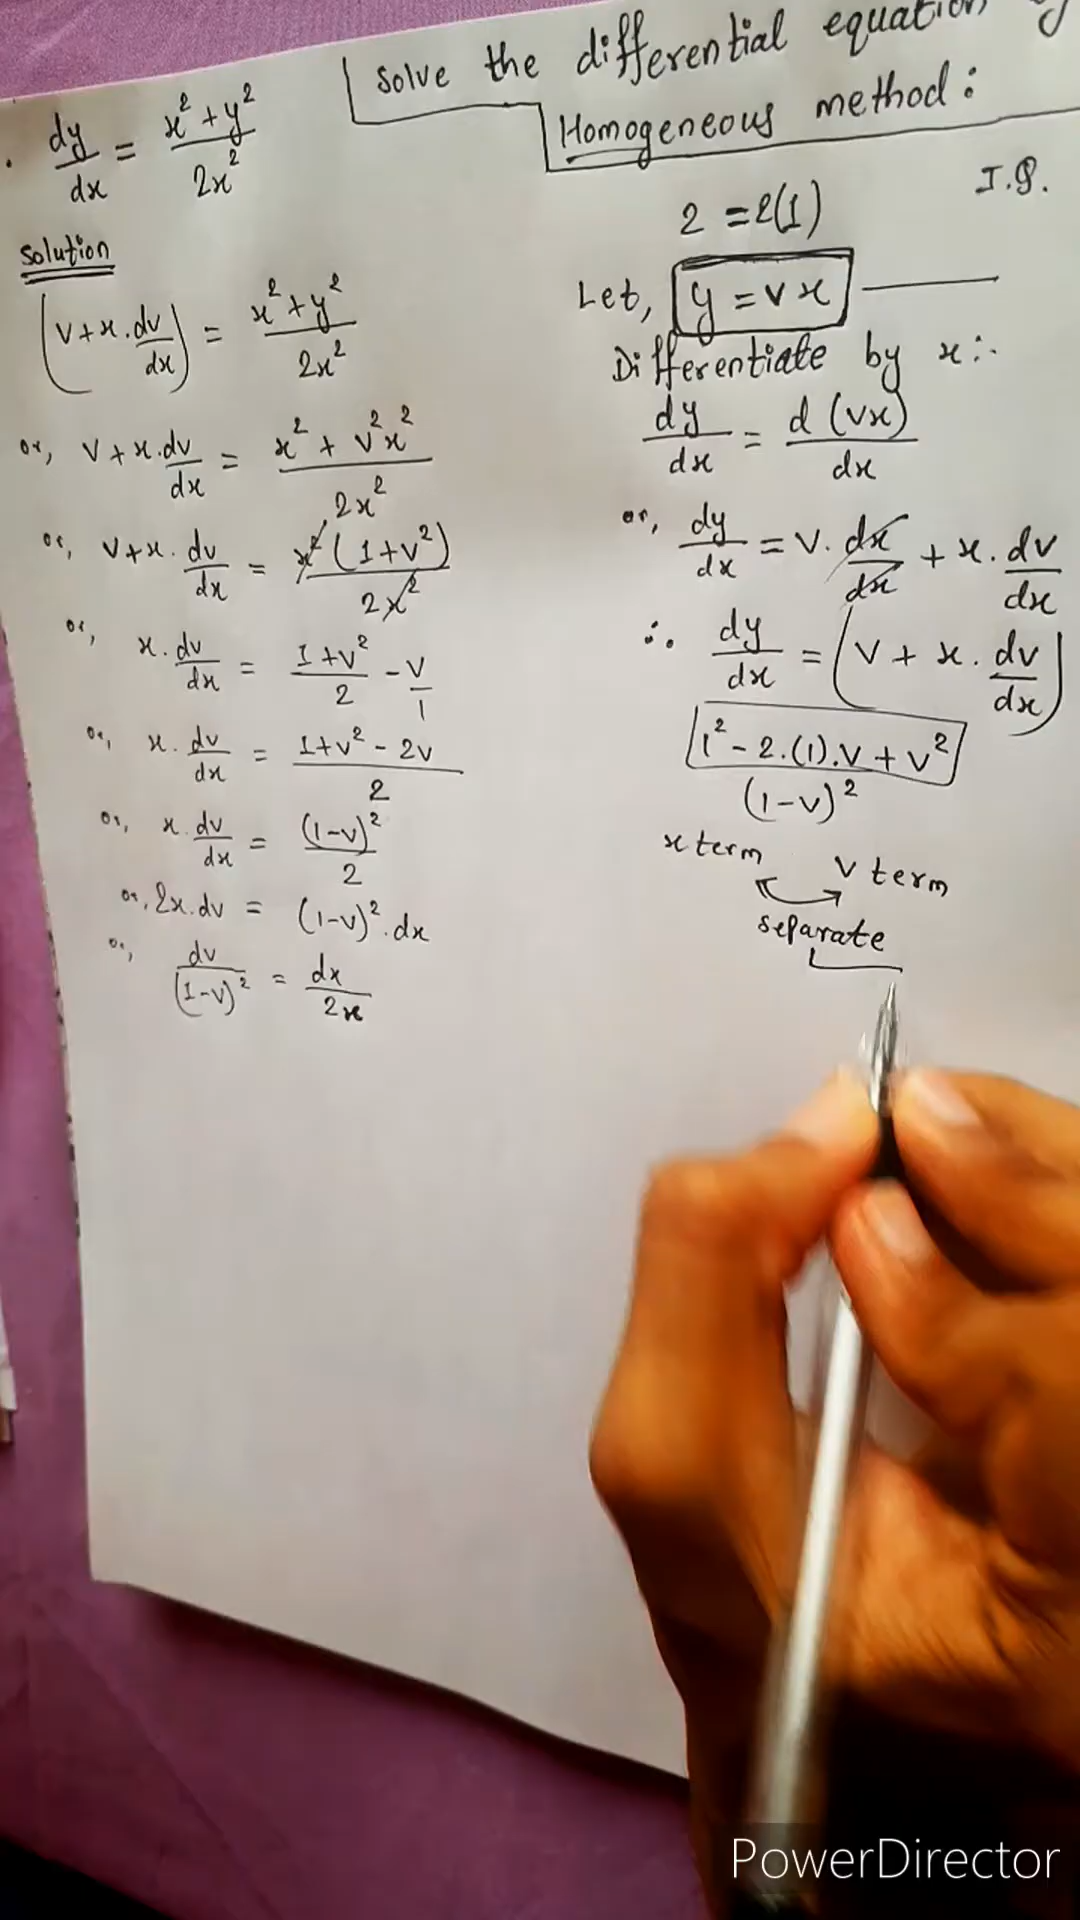 Solve the differential equation
Homogeneous method:
dy/dx = x² + y² / 2x²
I.Q.
2 = 2(1)
Solution
Let, y = vx
(v + x. dv/dx) = x² + y² / 2x²
Differentiate by x:-
dy/dx = d (vx)/dx
or, v + x. dv/dx = x² + v²x² / 2x²
or, dy/dx = v. dx/dx + x. dv/dx
or, v + x. dv/dx = x² (1 + v²) / 2x²
∴ dy/dx = (v + x. dv/dx)
or, x. dv/dx = 1 + v² / 2 - v/1
1² - 2.(1).v + v²
or, x. dv/dx = 1 + v² - 2v / 2
(1-v)²
or, x. dv/dx = (1-v)² / 2
x term v term
or, 2x.dv = (1-v)².dx
separate
or, dv/(1-v)² = dx/2x
PowerDirector